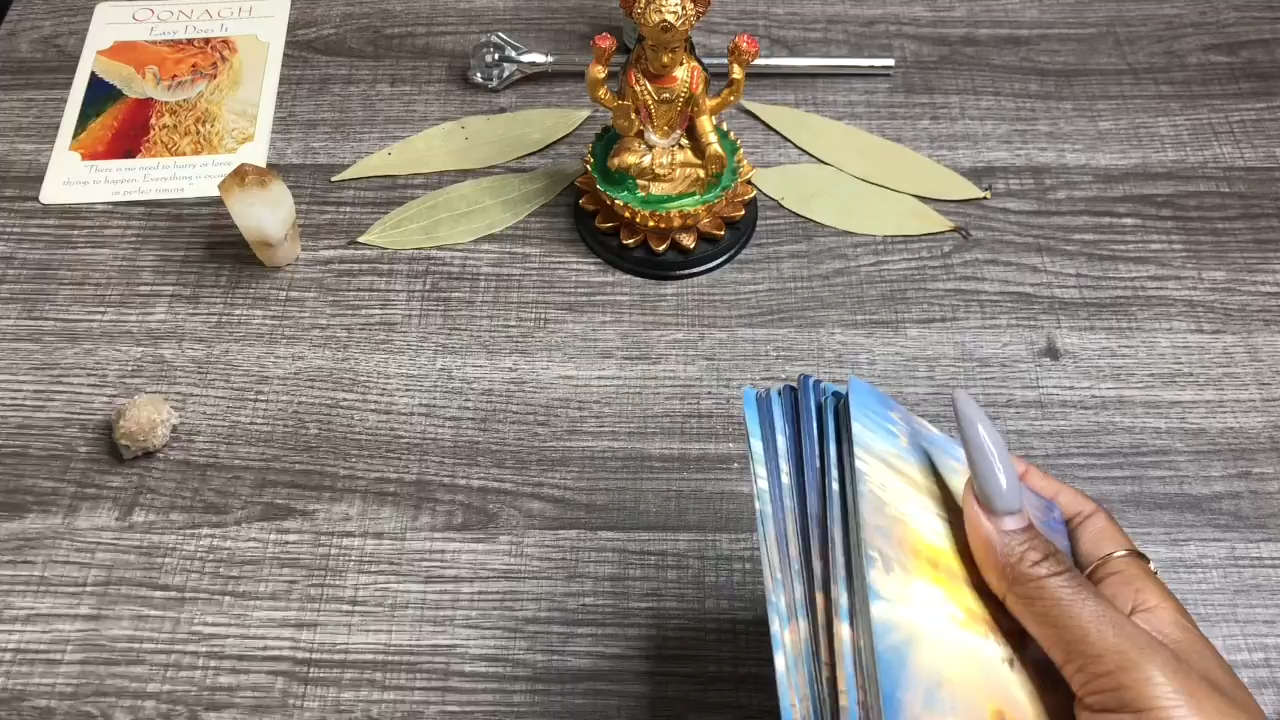 OONAGH
Easy Does It
"There is no need to hurry or force
things to happen. Everything is
in perfect timing."